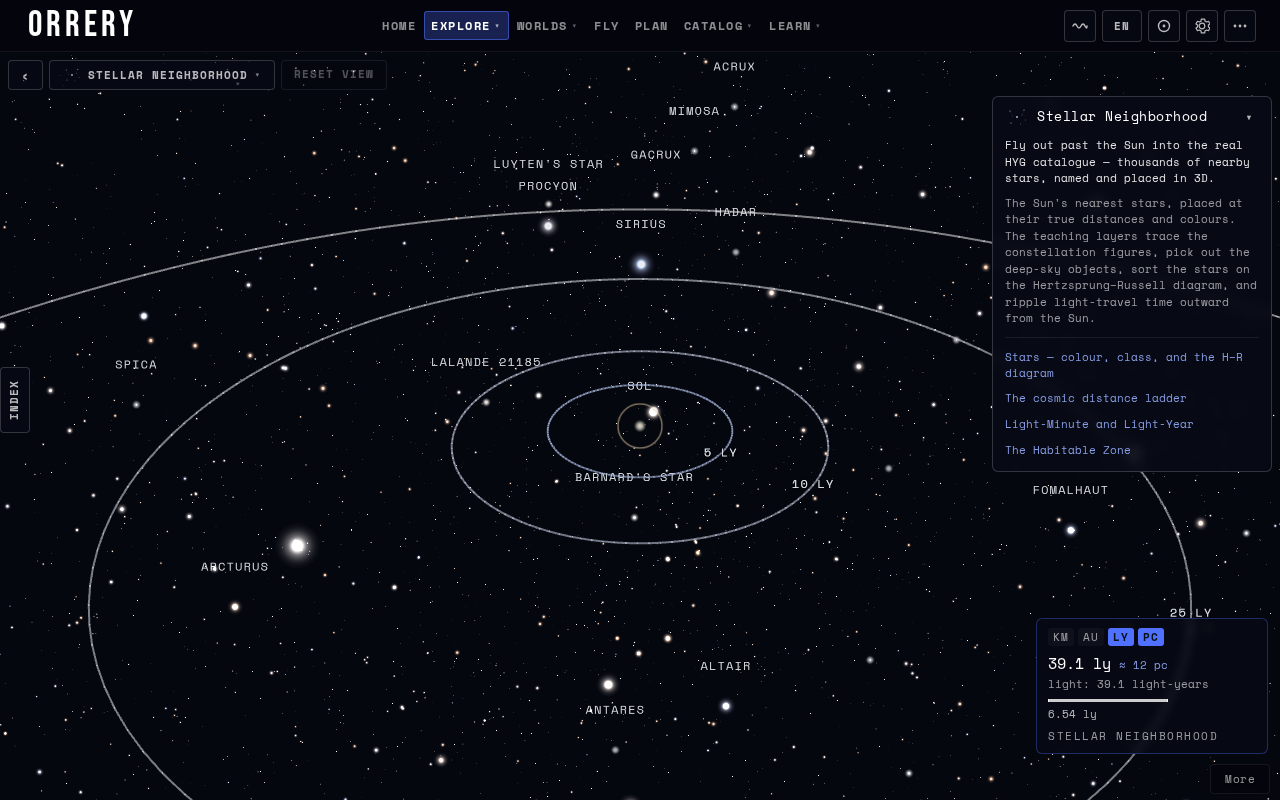 ORRERY
HOME
EXPLORE
WORLDS
FLY
PLAN
CATALOG
LEARN
EN
‹
STELLAR NEIGHBORHOOD
RESET VIEW
ACRUX
MIMOSA
GACRUX
LUYTEN'S STAR
PROCYON
HADAR
SIRIUS
SPICA
LALANDE 21185
SOL
5 LY
BARNARD'S STAR
10 LY
FOMALHAUT
ARCTURUS
25 LY
ALTAIR
ANTARES
INDEX
Stellar Neighborhood
Fly out past the Sun into the real
HYG catalogue — thousands of nearby
stars, named and placed in 3D.
The Sun's nearest stars, placed at
their true distances and colours.
The teaching layers trace the
constellation figures, pick out the
deep-sky objects, sort the stars on
the Hertzsprung–Russell diagram, and
ripple light-travel time outward
from the Sun.
Stars — colour, class, and the H–R
diagram
The cosmic distance ladder
Light-Minute and Light-Year
The Habitable Zone
KM AU LY PC
39.1 ly ≈ 12 pc
light: 39.1 light-years
6.54 ly
STELLAR NEIGHBORHOOD
More